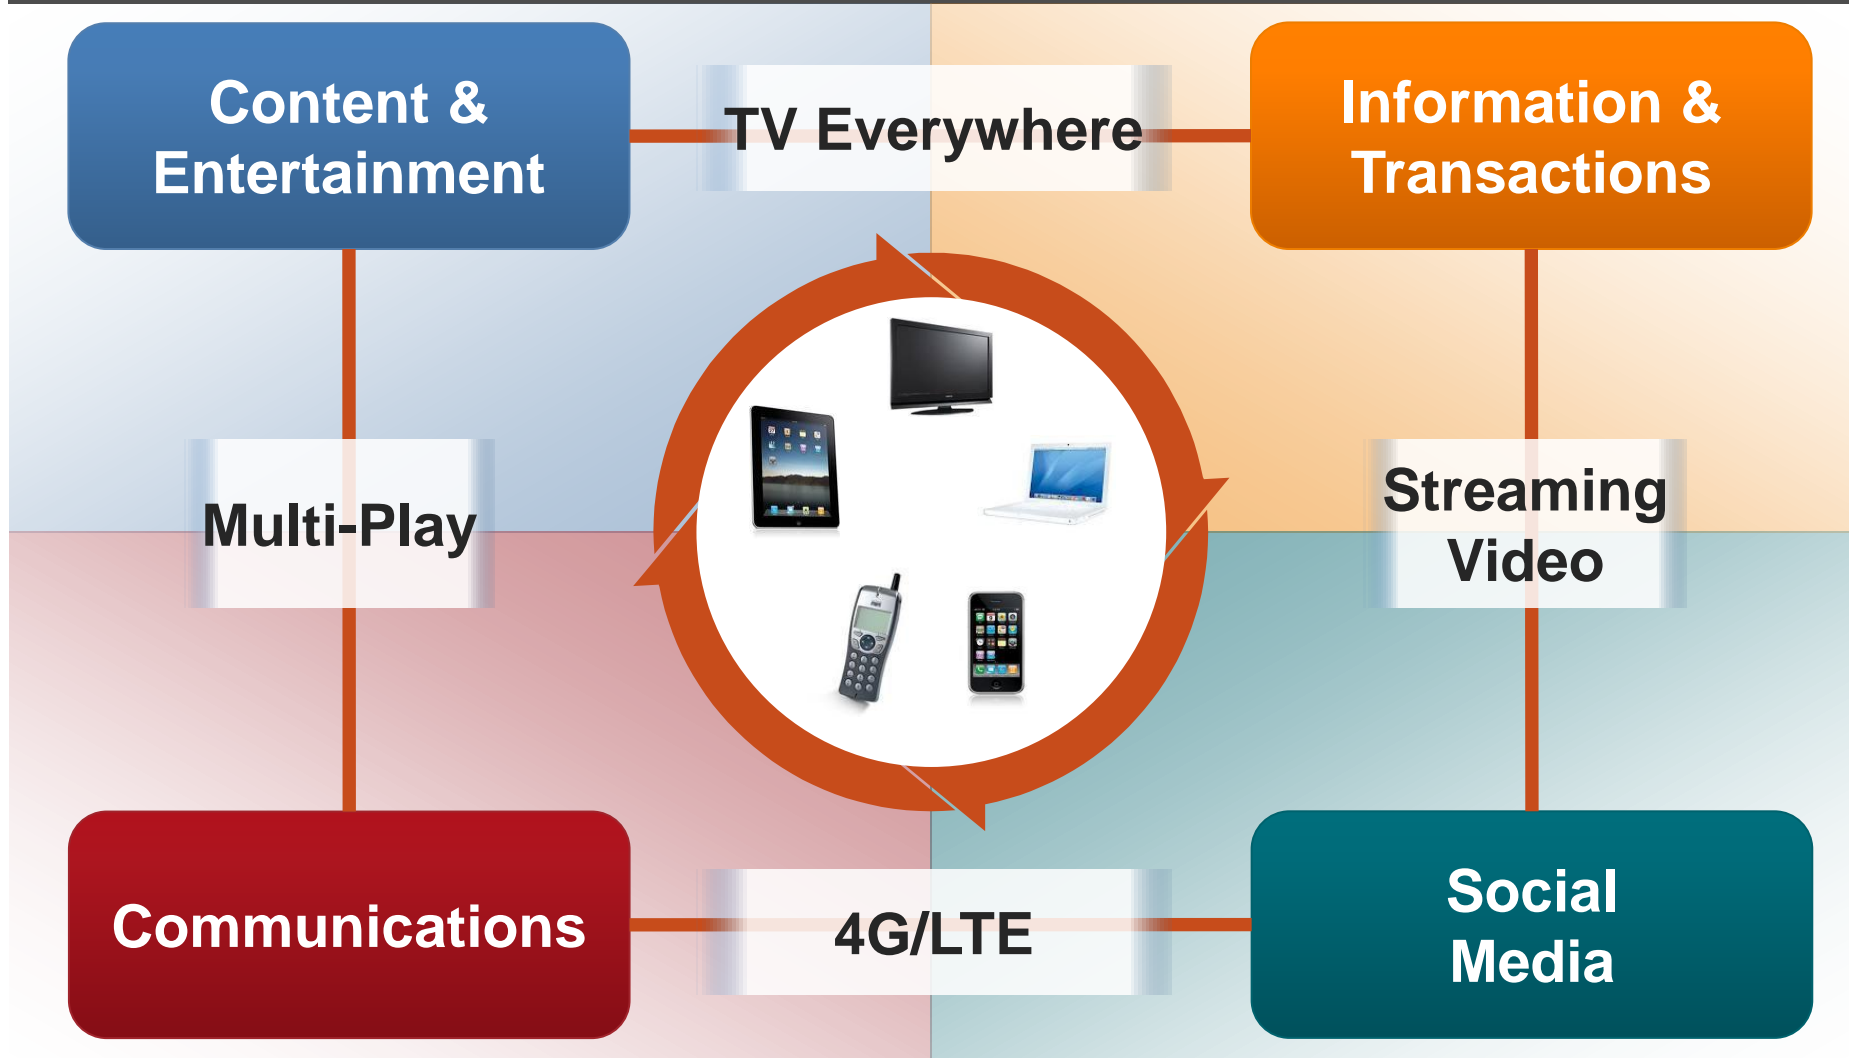 Content &
Entertainment
TV Everywhere
Information &
Transactions
Multi-Play
Streaming
Video
Communications
4G/LTE
Social
Media